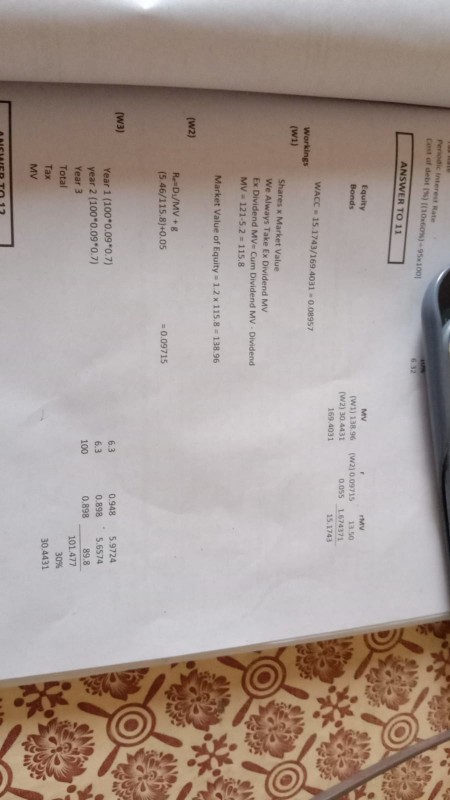 Periodic Interest Rate 10%
Cost of debt (%) [(10x60%) ÷ 95x100] 6.32
ANSWER TO 11
MV r rMV
Equity (W1) 138.96 (W2) 0.09715 13.50
Bonds (W2) 30.4431 0.055 1.674371
169.4031 15.1743
WACC = 15.1743/169.4031 = 0.08957
Workings
(W1)
Shares x Market Value
We Always Take Ex Dividend MV
Ex Dividend MV= Cum Dividend MV - Dividend
MV = 121-5.2 = 115.8
Market Value of Equity = 1.2 x 115.8 = 138.96
(W2)
Rₑ=D₁/MV + g
(5.46/115.8)+0.05 = 0.09715
(W3)
Year 1 (100*0.09*0.7) 6.3 0.948 5.9724
year 2 (100*0.09*0.7) 6.3 0.898 5.6574
Year 3 100 0.898 89.8
Total 101.477
Tax 30%
MV 30.4431
ANSWER TO 12